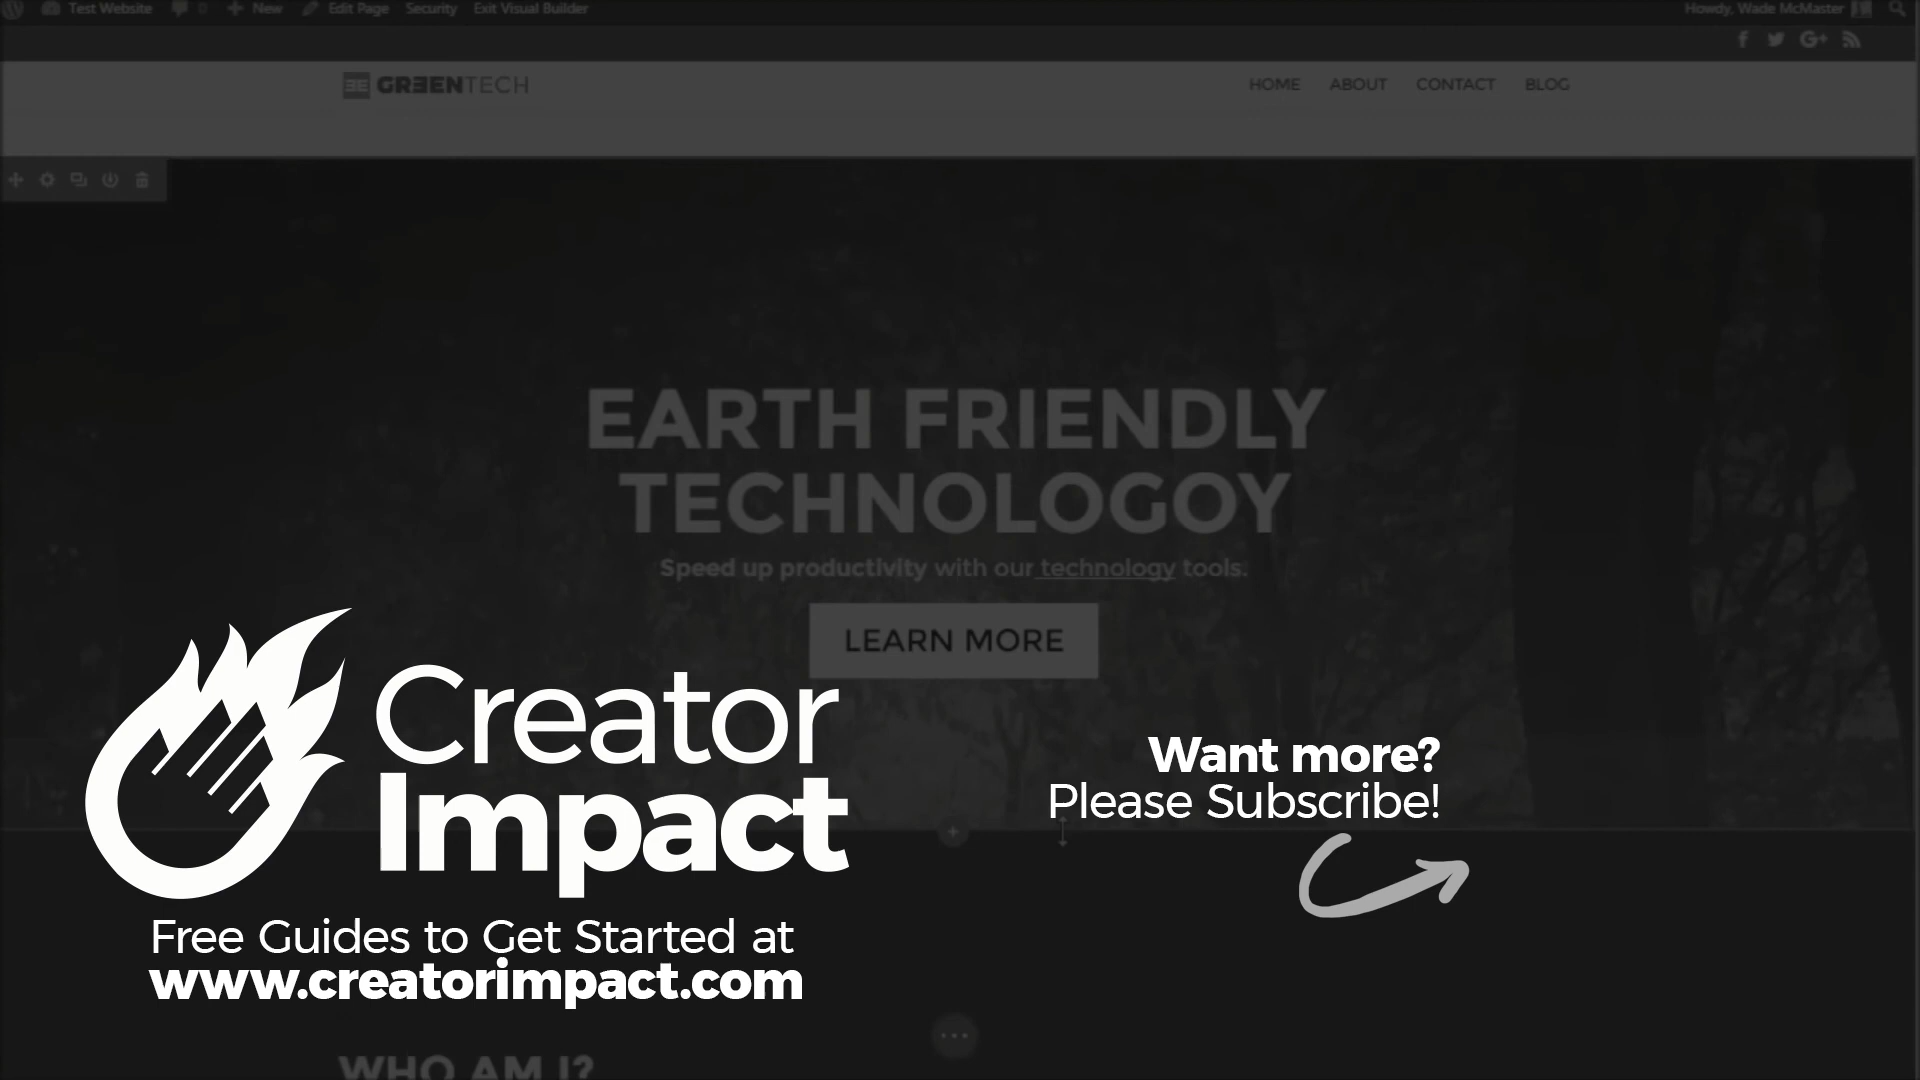 Test Website 0 New Edit Page Security Exit Visual Builder Howdy, Wade McMaster
GREENTECH HOME ABOUT CONTACT BLOG
EARTH FRIENDLY
TECHNOLOGOY
Speed up productivity with our technology tools.
LEARN MORE
Creator
Impact
Free Guides to Get Started at
www.creatorimpact.com
Want more?
Please Subscribe!
WHO AM I?